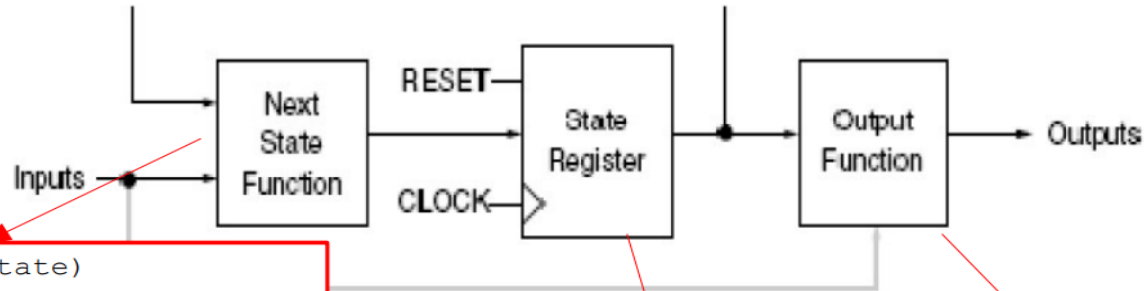 Inputs
Next
State
Function
RESET
CLOCK
State
Register
Output
Function
Outputs
tate)